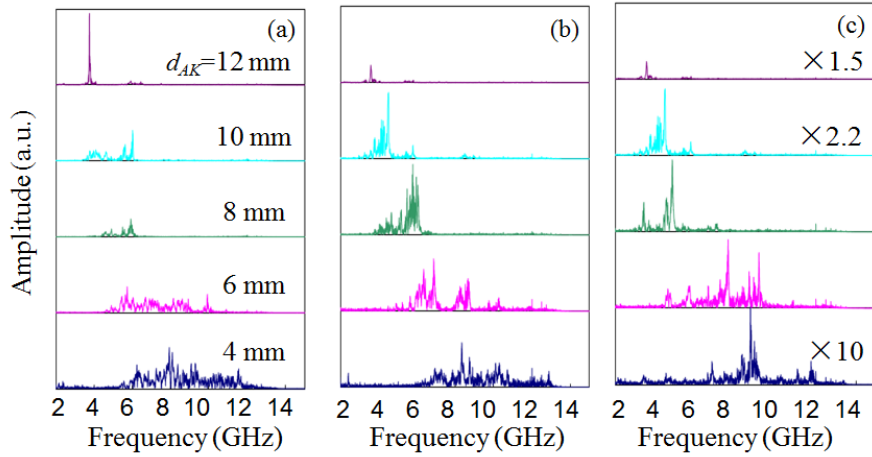 (a)
(b)
(c)
d_AK=12 mm
×1.5
10 mm
×2.2
8 mm
6 mm
4 mm
×10
Amplitude (a.u.)
2 4 6 8 10 12 14
2 4 6 8 10 12 14
2 4 6 8 10 12 14
Frequency (GHz)
Frequency (GHz)
Frequency (GHz)